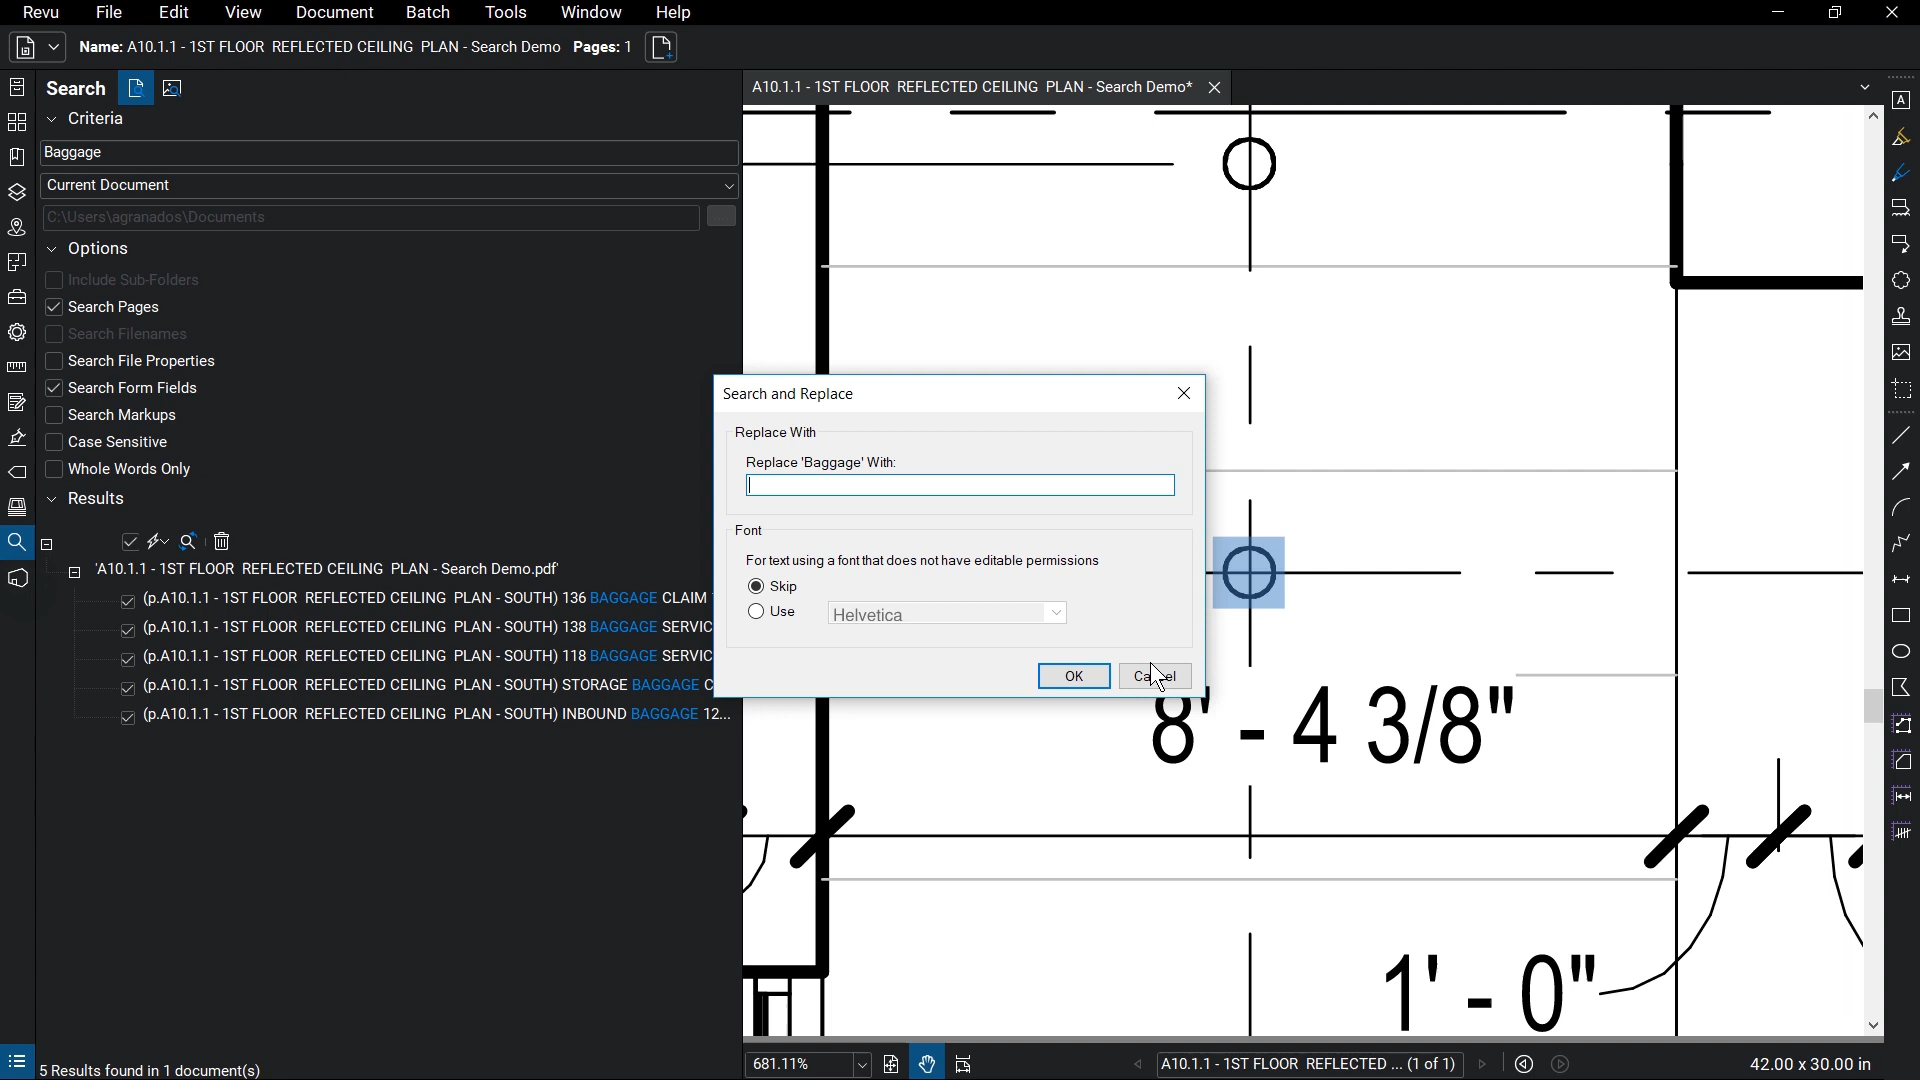 Revu File Edit View Document Batch Tools Window Help
Name: A10.1.1 - 1ST FLOOR REFLECTED CEILING PLAN - Search Demo Pages: 1
Search
A10.1.1 - 1ST FLOOR REFLECTED CEILING PLAN - Search Demo*
Criteria
Baggage
Current Document
C:\Users\agranados\Documents
Options
Include Sub-Folders
Search Pages
Search Filenames
Search File Properties
Search Form Fields
Search Markups
Case Sensitive
Whole Words Only
Results
'A10.1.1 - 1ST FLOOR REFLECTED CEILING PLAN - Search Demo.pdf'
(p.A10.1.1 - 1ST FLOOR REFLECTED CEILING PLAN - SOUTH) 136 BAGGAGE CLAIM
(p.A10.1.1 - 1ST FLOOR REFLECTED CEILING PLAN - SOUTH) 138 BAGGAGE SERVIC
(p.A10.1.1 - 1ST FLOOR REFLECTED CEILING PLAN - SOUTH) 118 BAGGAGE SERVIC
(p.A10.1.1 - 1ST FLOOR REFLECTED CEILING PLAN - SOUTH) STORAGE BAGGAGE C
(p.A10.1.1 - 1ST FLOOR REFLECTED CEILING PLAN - SOUTH) INBOUND BAGGAGE 12...
5 Results found in 1 document(s)
Search and Replace
Replace With
Replace 'Baggage' With:
Font
For text using a font that does not have editable permissions
Skip
Use Helvetica
OK
8' - 4 3/8"
1' - 0"
681.11%
A10.1.1 - 1ST FLOOR REFLECTED ... (1 of 1)
42.00 x 30.00 in
A